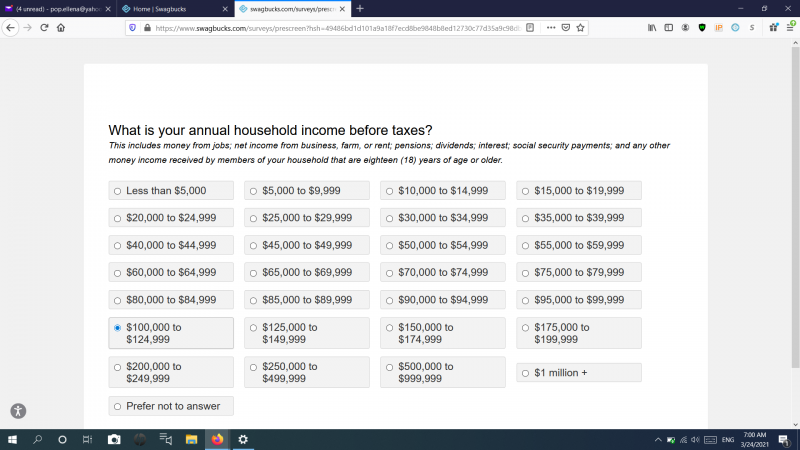 (4 unread) - pop.ellena@yahoo
Home | Swagbucks
swagbucks.com/surveys/presc
https://www.swagbucks.com/surveys/prescreen?hsh=49486bd1d101a9a18f7ecd8be9848b8ed12730c77d35a9c98d
What is your annual household income before taxes?
This includes money from jobs; net income from business, farm, or rent; pensions; dividends; interest; social security payments; and any other
money income received by members of your household that are eighteen (18) years of age or older.
Less than $5,000
$5,000 to $9,999
$10,000 to $14,999
$15,000 to $19,999
$20,000 to $24,999
$25,000 to $29,999
$30,000 to $34,999
$35,000 to $39,999
$40,000 to $44,999
$45,000 to $49,999
$50,000 to $54,999
$55,000 to $59,999
$60,000 to $64,999
$65,000 to $69,999
$70,000 to $74,999
$75,000 to $79,999
$80,000 to $84,999
$85,000 to $89,999
$90,000 to $94,999
$95,000 to $99,999
$100,000 to
$124,999
$125,000 to
$149,999
$150,000 to
$174,999
$175,000 to
$199,999
$200,000 to
$249,999
$250,000 to
$499,999
$500,000 to
$999,999
$1 million +
Prefer not to answer
ENG
7:00 AM
3/24/2021